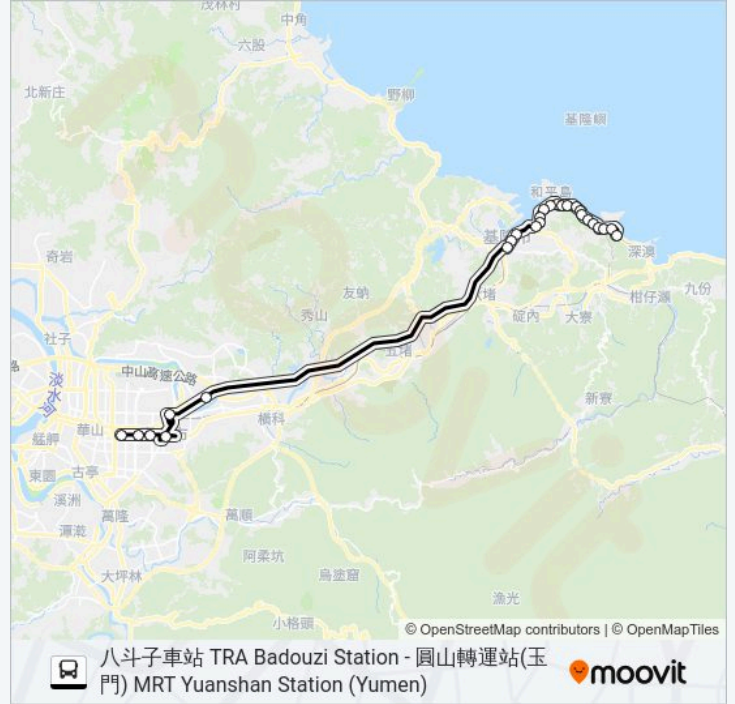 茂林村
中角
六股
北新庄
野柳
基隆嶼
和平島
基隆市
深澳
奇岩
九份
友蚋
柑仔瀨
秀山
碇內
大寮
社子
五堵
中山高速公路
淡水河
新寮
橋科
華山
艋舺
東園
古亭
溪洲
萬隆
萬順
潭墘
阿柔坑
大坪林
烏塗窟
漁光
小格頭
© OpenStreetMap contributors | © OpenMapTiles
八斗子車站 TRA Badouzi Station - 圓山轉運站(玉
門) MRT Yuanshan Station (Yumen)
moovit